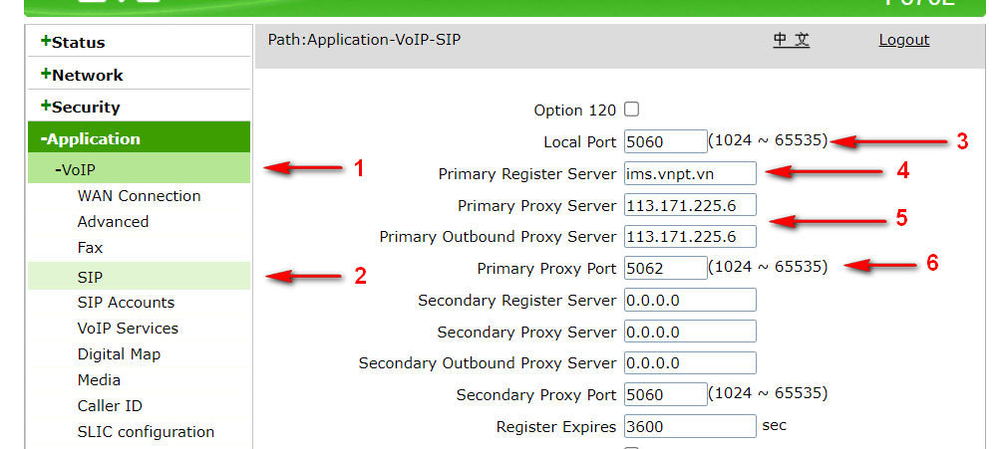 +Status
+Network
+Security
-Application
-VoIP
WAN Connection
Advanced
Fax
SIP
SIP Accounts
VoIP Services
Digital Map
Media
Caller ID
SLIC configuration
Path:Application-VoIP-SIP 中文 Logout
Option 120
Local Port 5060 (1024 ~ 65535) 3
Primary Register Server ims.vnpt.vn 4
Primary Proxy Server 113.171.225.6
5
Primary Outbound Proxy Server 113.171.225.6
Primary Proxy Port 5062 (1024 ~ 65535) 6
Secondary Register Server 0.0.0.0
Secondary Proxy Server 0.0.0.0
Secondary Outbound Proxy Server 0.0.0.0
Secondary Proxy Port 5060 (1024 ~ 65535)
Register Expires 3600 sec
1
2